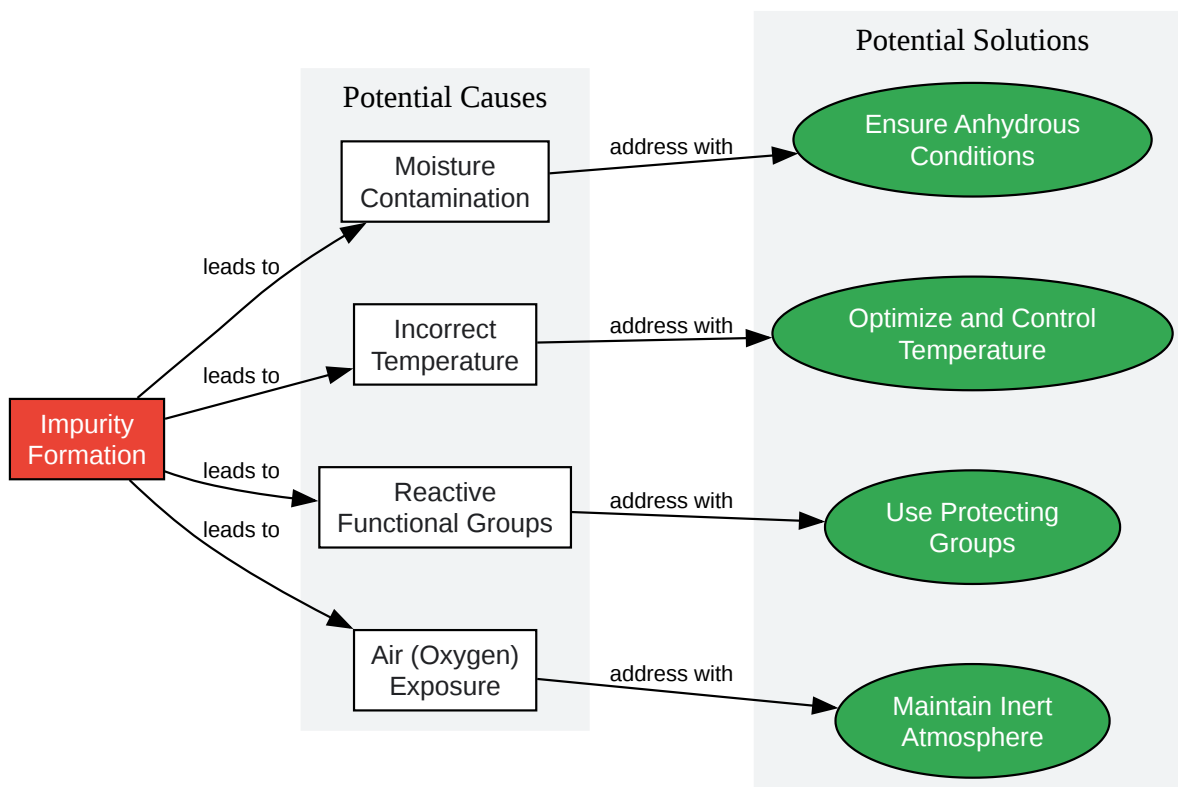 Potential Solutions
Potential Causes
Ensure Anhydrous
Conditions
address with
Moisture
Contamination
leads to
Optimize and Control
Temperature
address with
Incorrect
Temperature
leads to
Impurity
Formation
leads to
Reactive
Functional Groups
address with
Use Protecting
Groups
leads to
Air (Oxygen)
Exposure
address with
Maintain Inert
Atmosphere